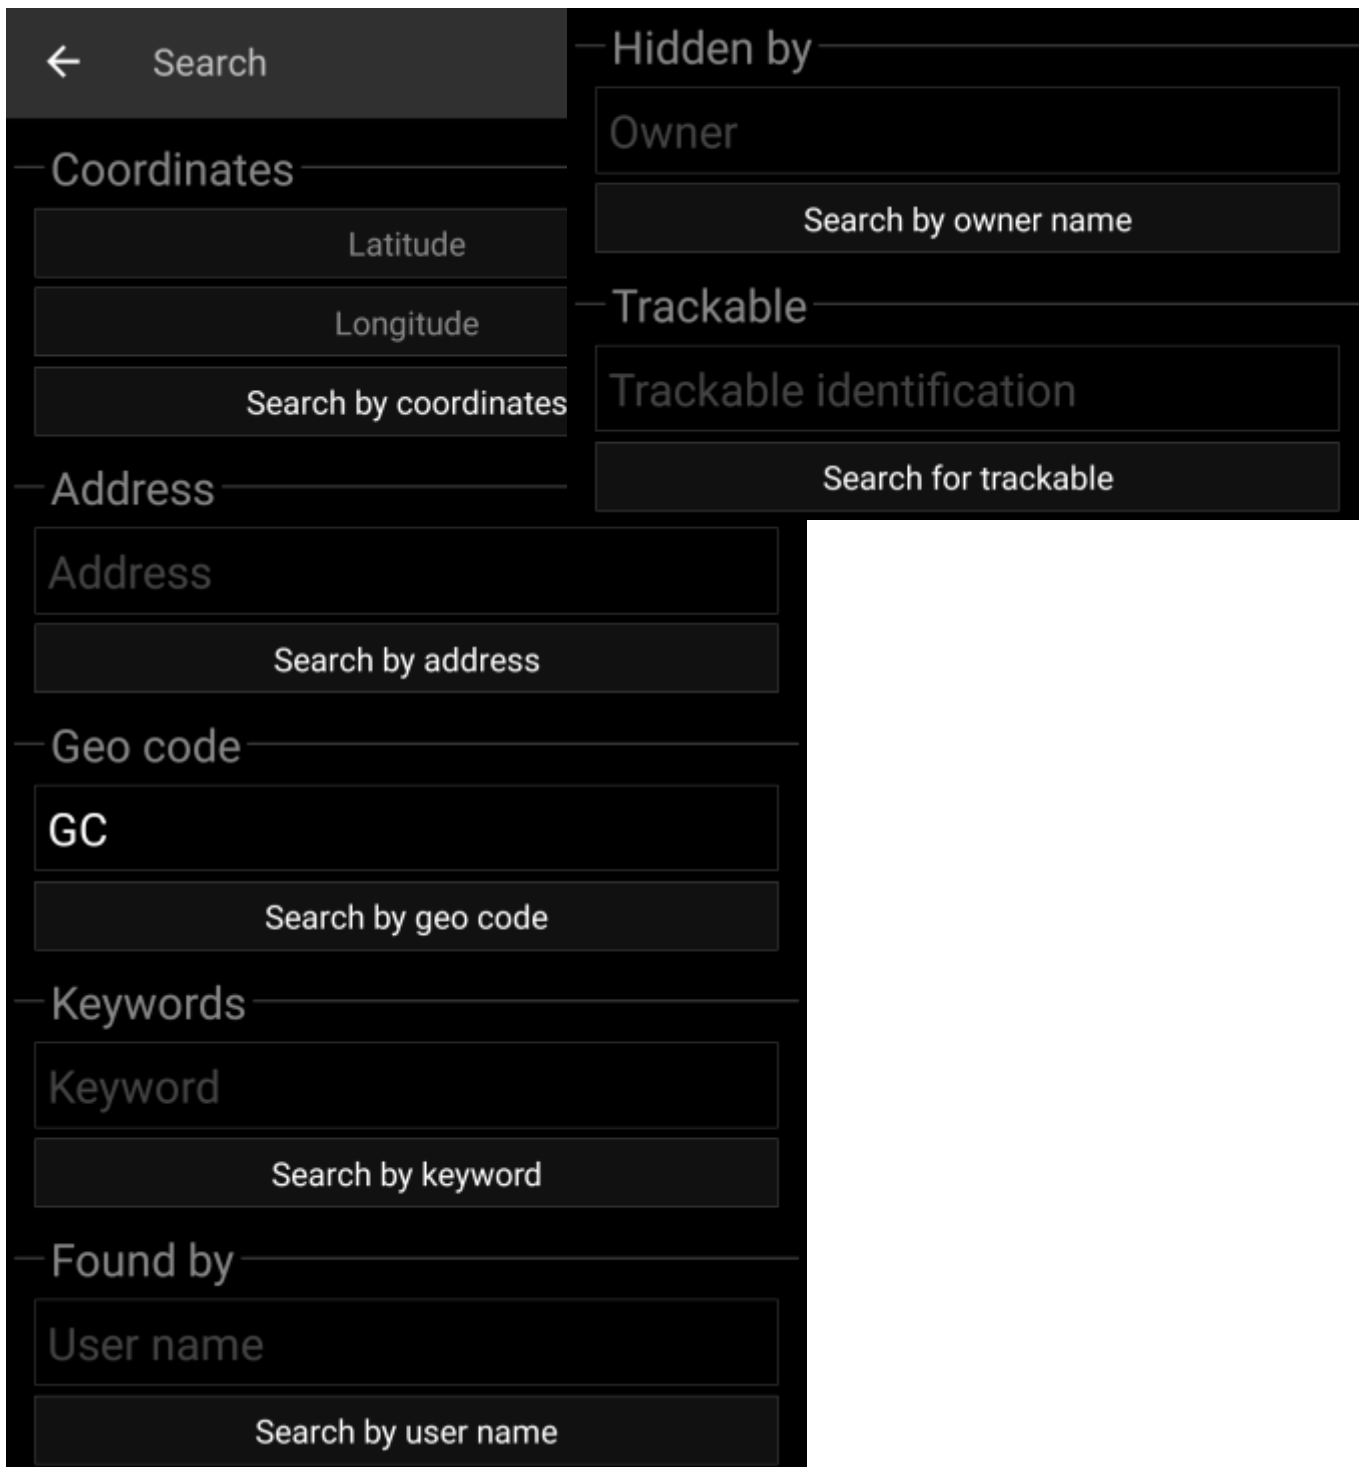 Search
Coordinates
Latitude
Longitude
Search by coordinates
Address
Address
Search by address
Geo code
GC
Search by geo code
Keywords
Keyword
Search by keyword
Found by
User name
Search by user name
Hidden by
Owner
Search by owner name
Trackable
Trackable identification
Search for trackable